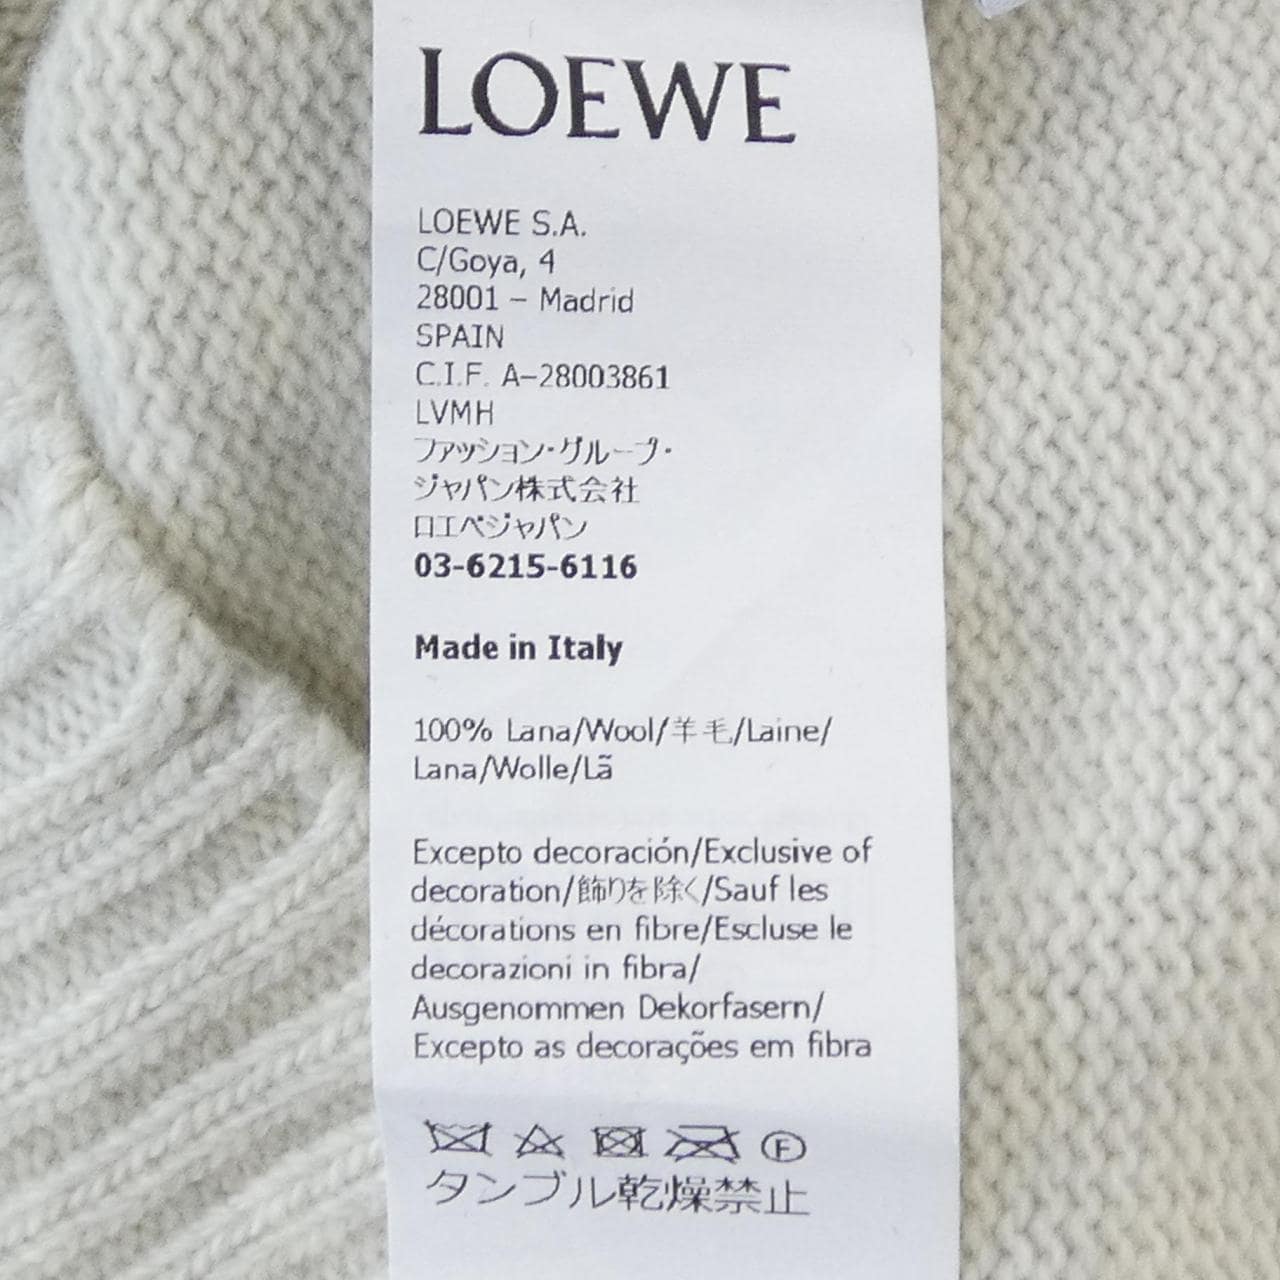 LOEWE
LOEWE S.A.
C/Goya, 4
28001 – Madrid
SPAIN
C.I.F. A–28003861
LVMH
ファッション・グループ・
ジャパン株式会社
ロエベジャパン
03-6215-6116
Made in Italy
100% Lana/Wool/羊毛/Laine/
Lana/Wolle/Lã
Excepto decoración/Exclusive of
decoration/飾りを除く/Sauf les
décorations en fibre/Escluse le
decorazioni in fibra/
Ausgenommen Dekorfasern/
Excepto as decorações em fibra
F
タンブル乾燥禁止